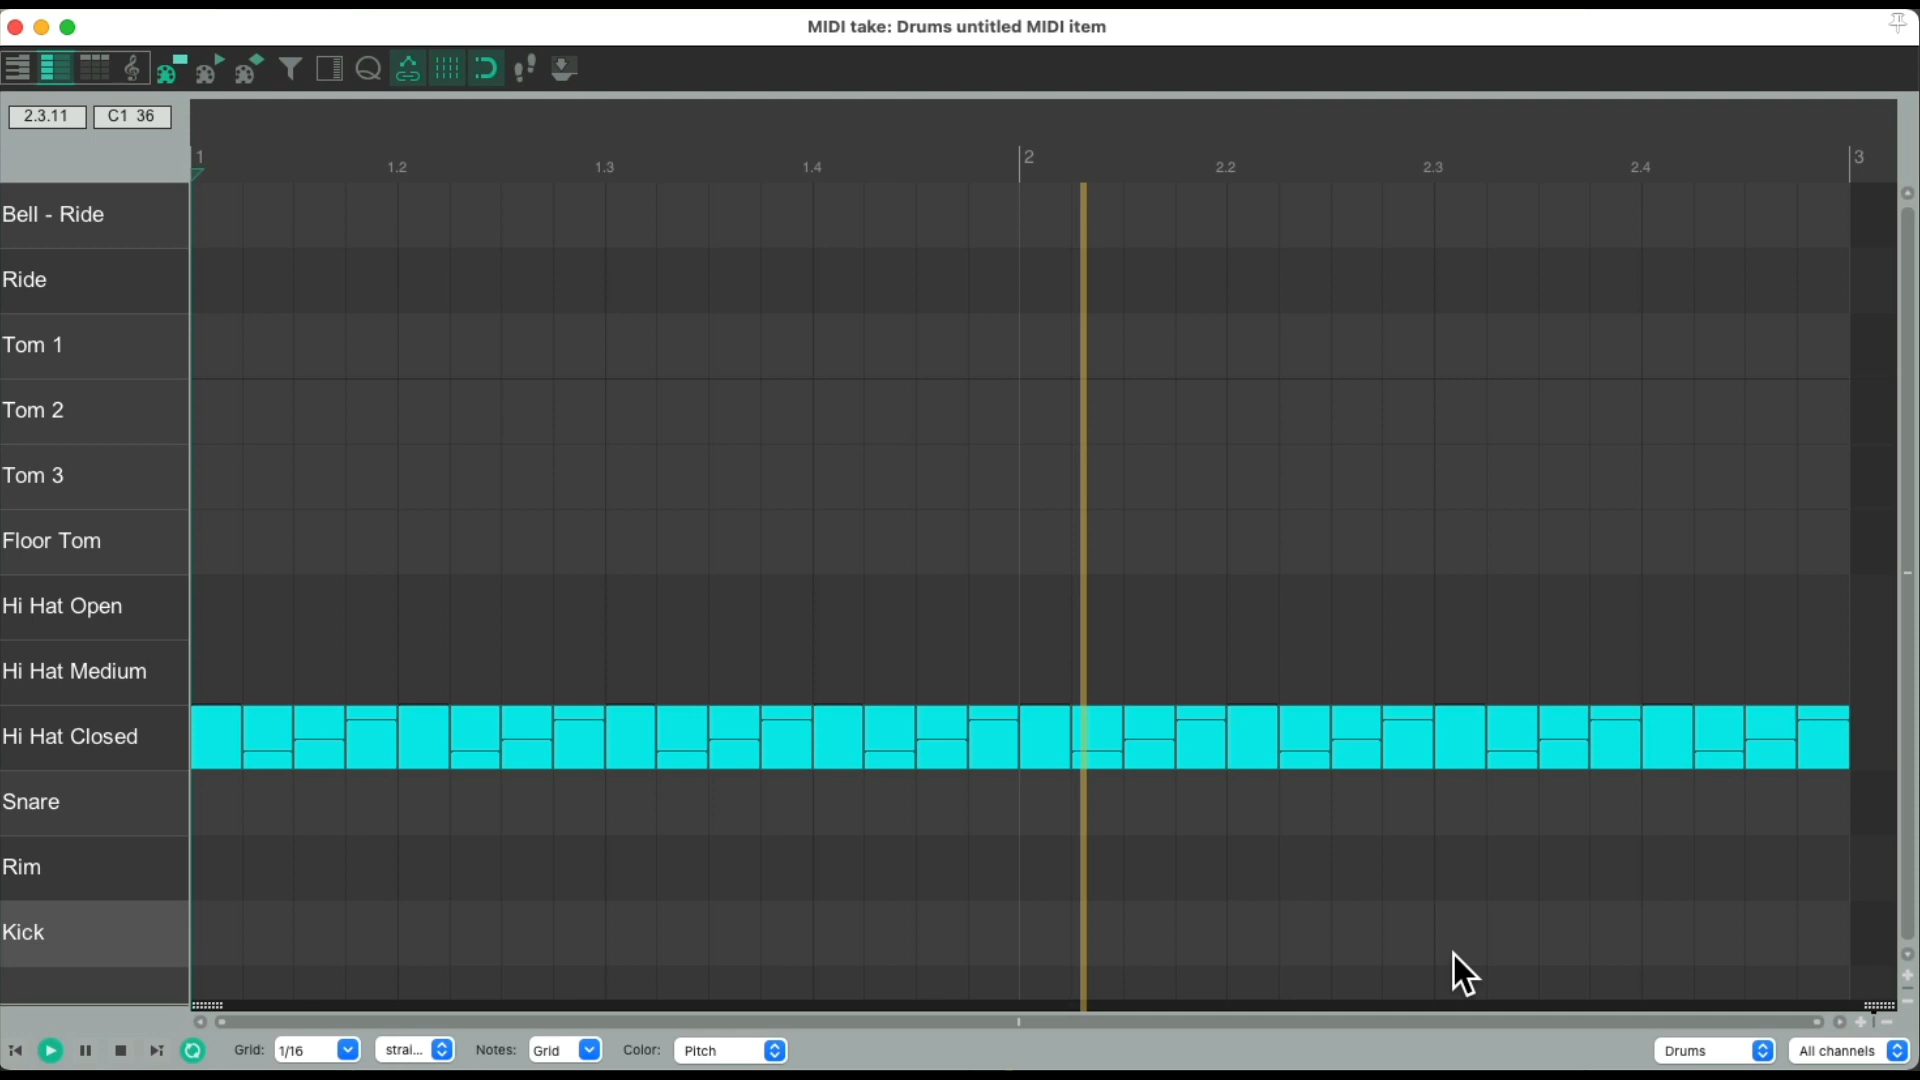 MIDI take: Drums untitled MIDI item
2.3.11 C1 36
1 1.2 1.3 1.4 2 2.2 2.3 2.4 3
Bell - Ride
Ride
Tom 1
Tom 2
Tom 3
Floor Tom
Hi Hat Open
Hi Hat Medium
Hi Hat Closed
Snare
Rim
Kick
Grid: 1/16 strai... Notes: Grid Color: Pitch Drums All channels